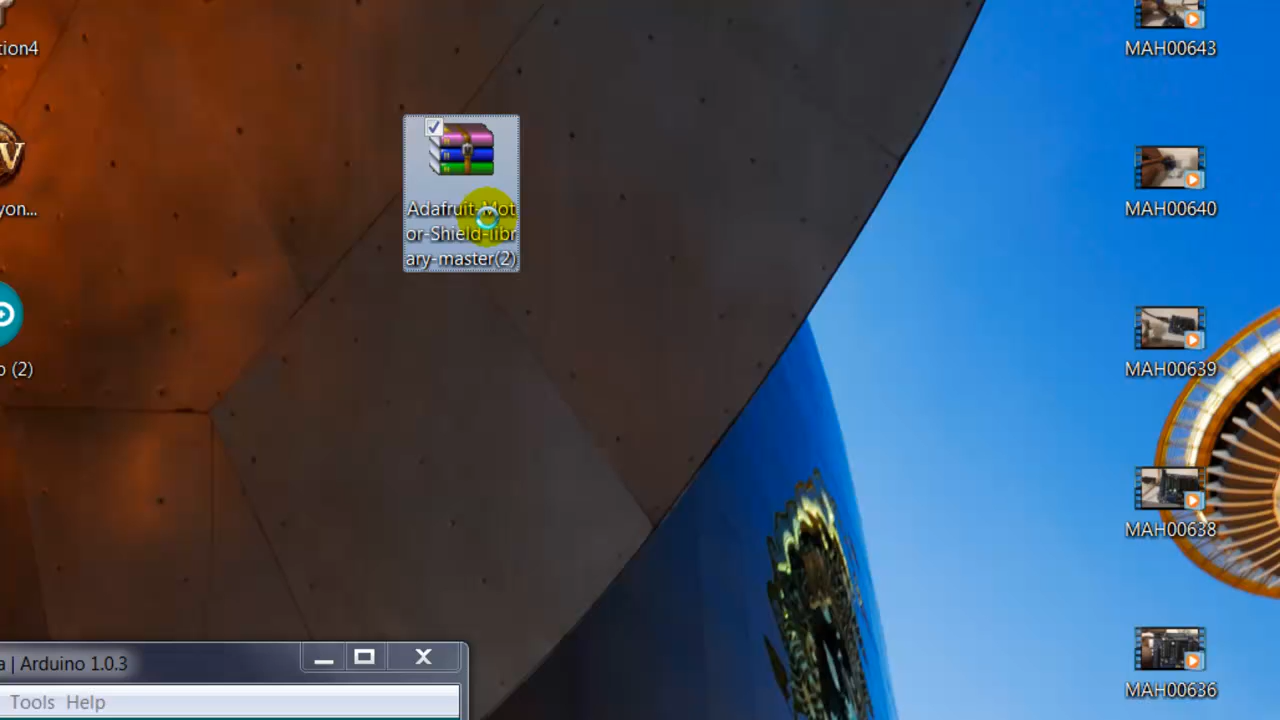 tion4
MAH00643
yon...
Adafruit-Mot
or-Shield-libr
ary-master(2)
MAH00640
o (2)
MAH00639
MAH00638
a | Arduino 1.0.3
Tools Help
MAH00636